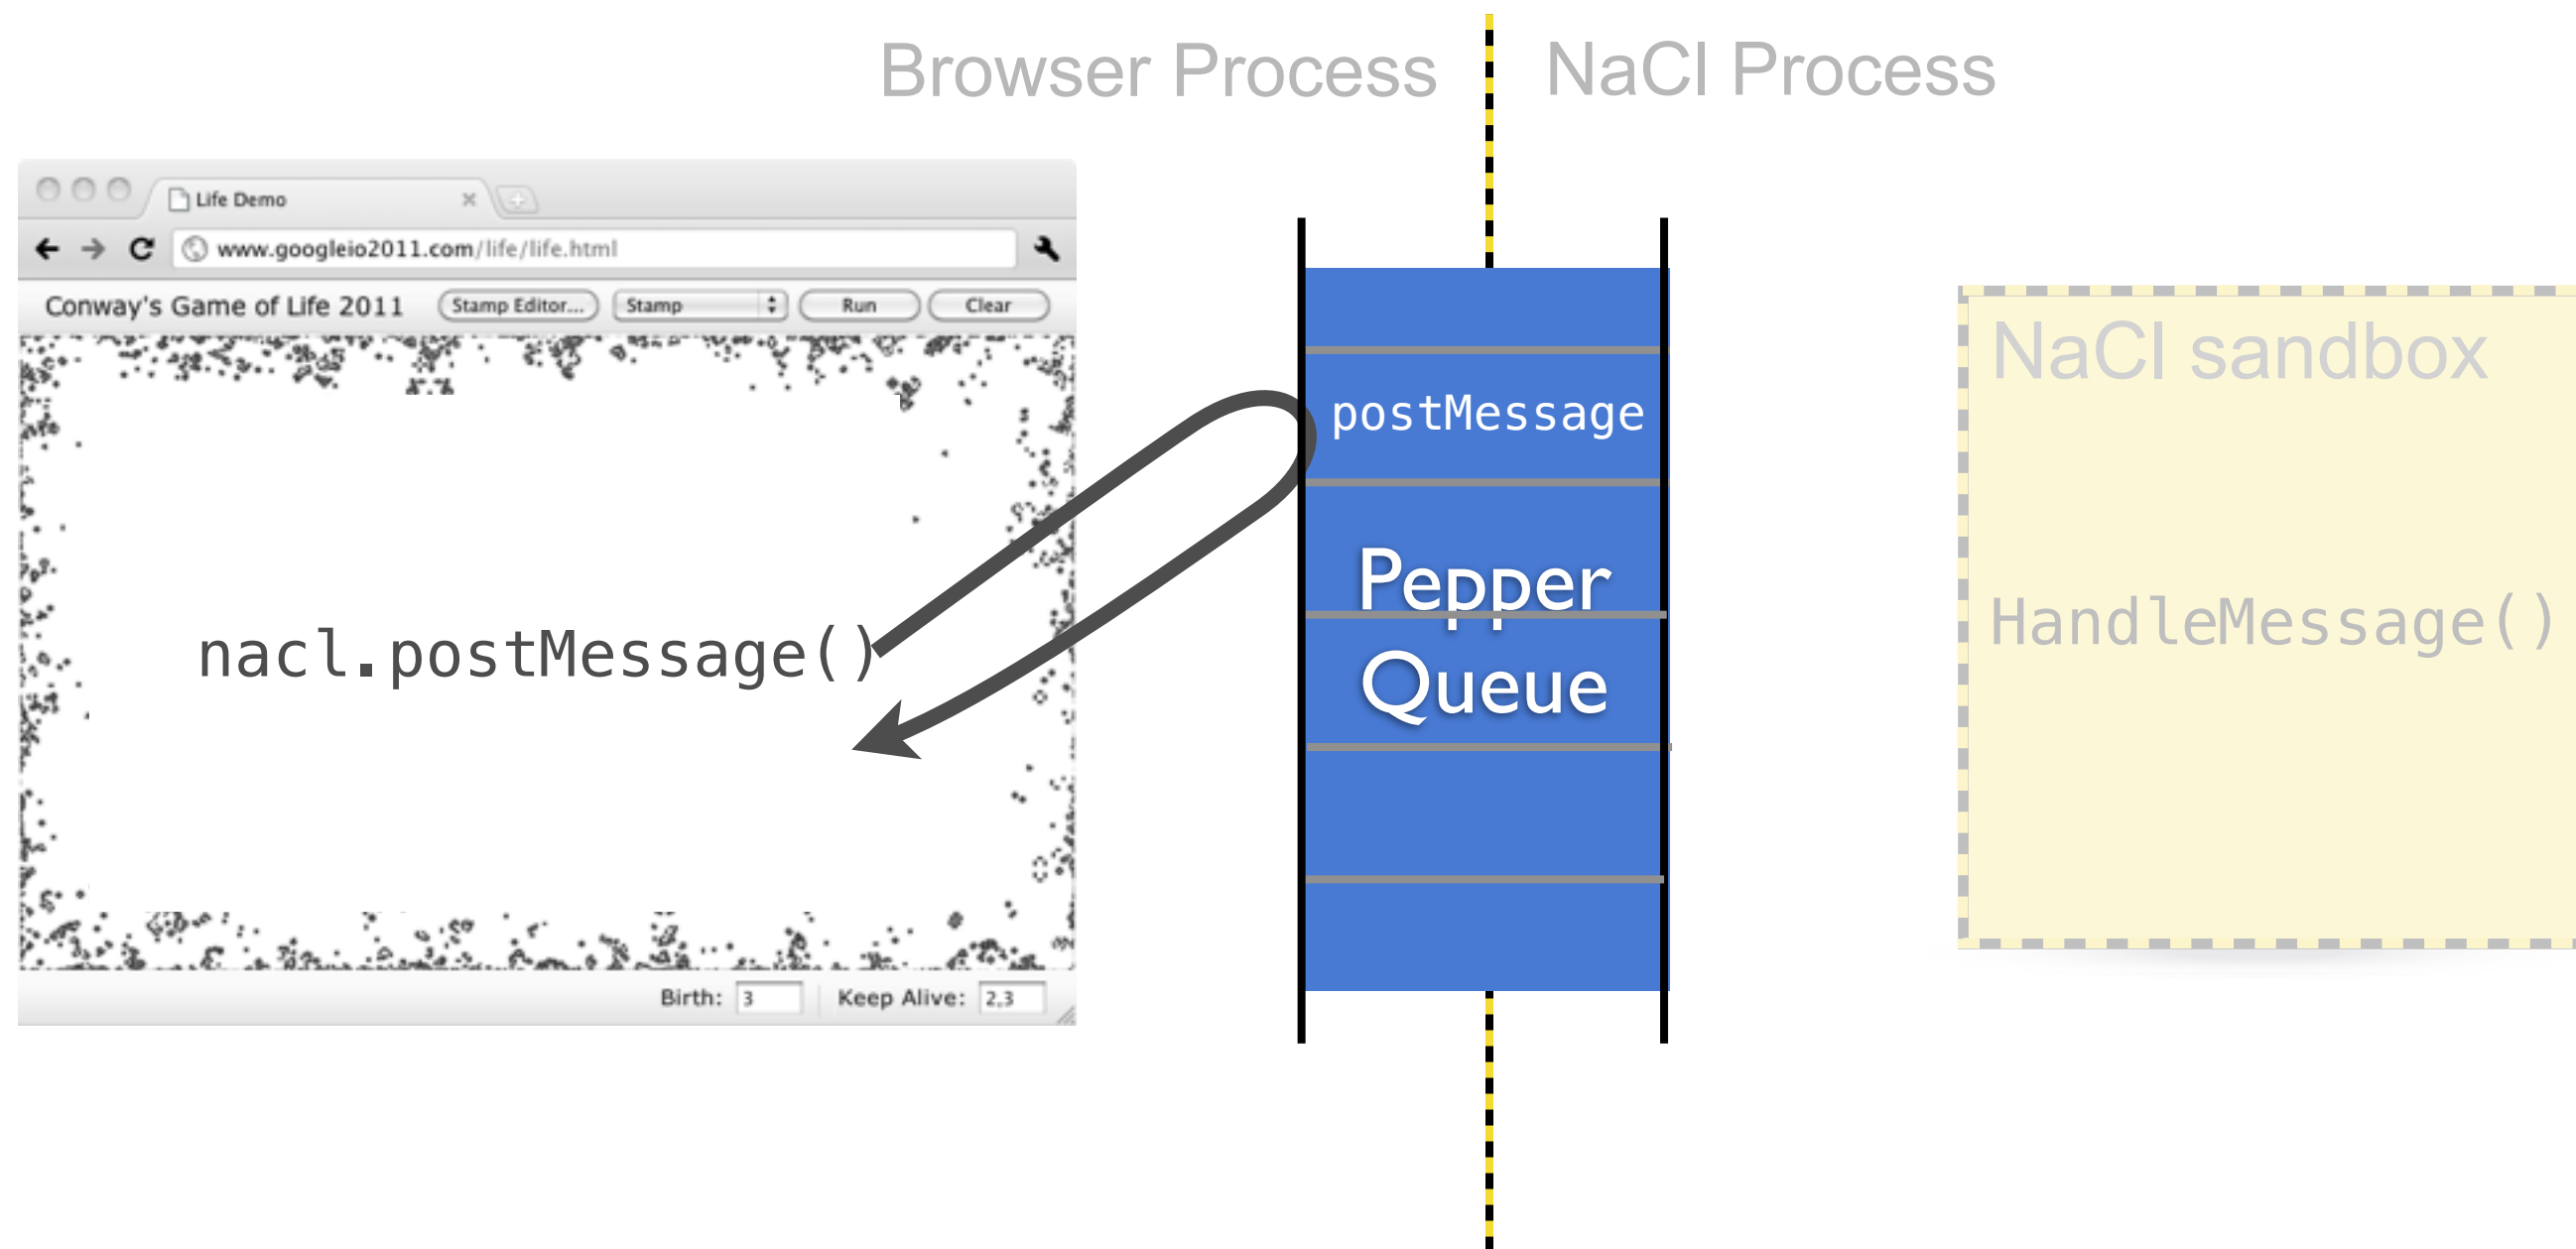 Browser Process
NaCl Process
Life Demo
www.googleio2011.com/life/life.html
Conway's Game of Life 2011
Stamp Editor...
Stamp
Run
Clear
NaCl sandbox
postMessage
Pepper
Queue
nacl.postMessage()
HandleMessage()
Birth: 3
Keep Alive: 2,3